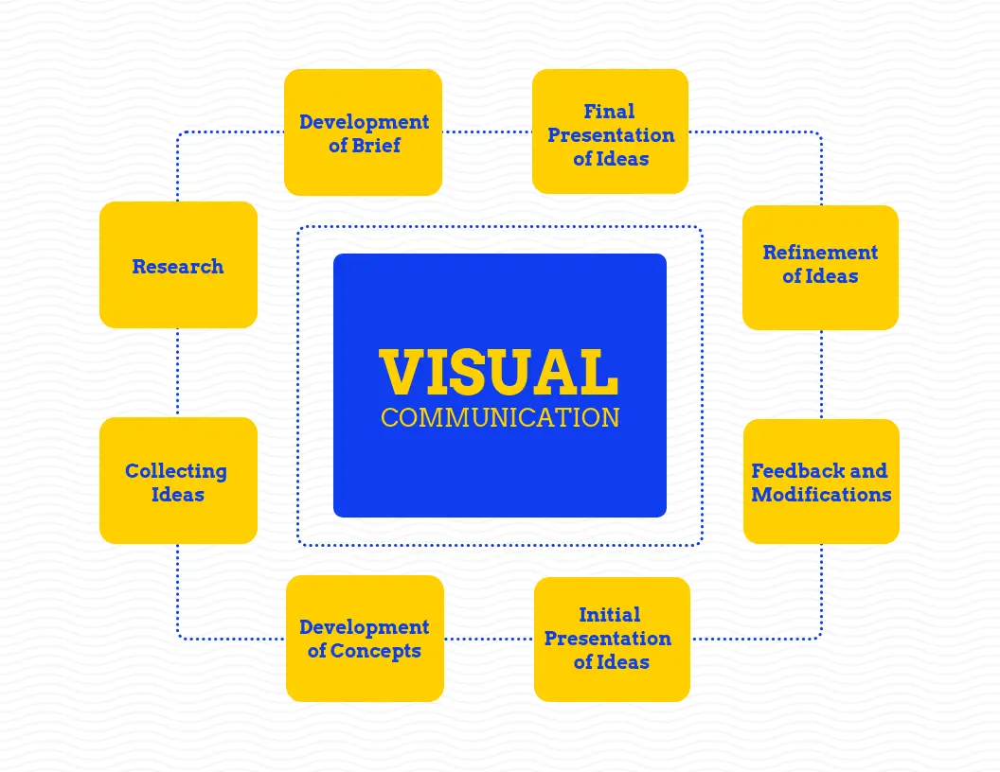 Development
of Brief
Final
Presentation
of Ideas
Research
Refinement
of Ideas
VISUAL
COMMUNICATION
Collecting
Ideas
Feedback and
Modifications
Development
of Concepts
Initial
Presentation
of Ideas